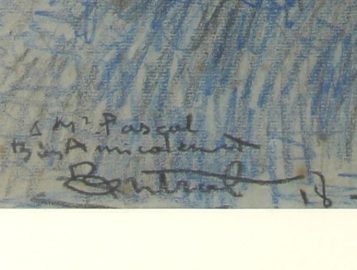 A Mr Pascal
Bien Amicalement
18